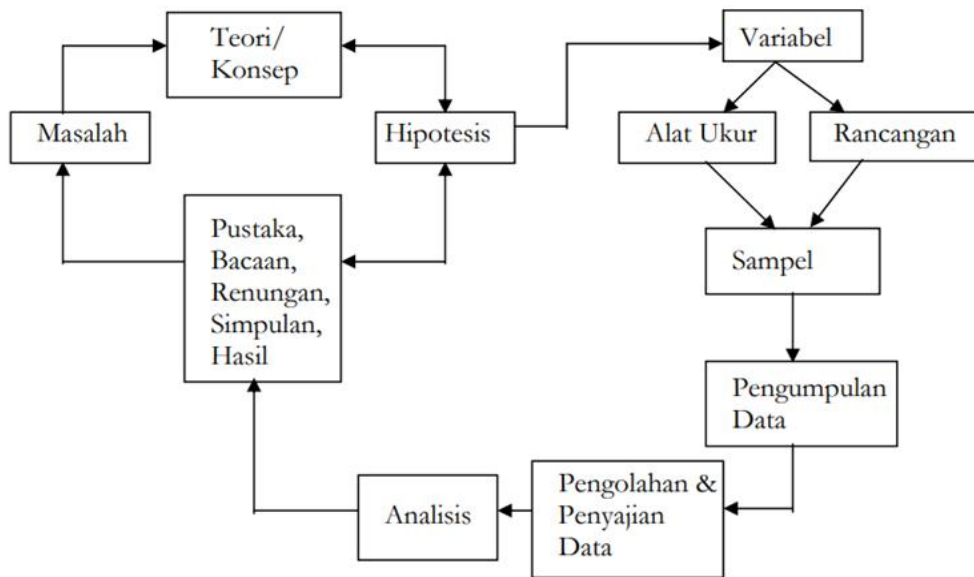 Teori/
Konsep
Variabel
Masalah
Hipotesis
Alat Ukur
Rancangan
Pustaka,
Bacaan,
Renungan,
Simpulan,
Hasil
Sampel
Pengumpulan
Data
Analisis
Pengolahan &
Penyajian
Data